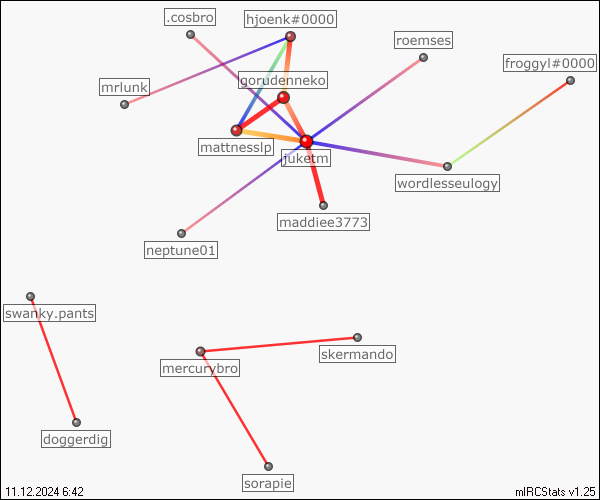 .cosbro
hjoenk#0000
roemses
froggyl#0000
gorudenneko
mrlunk
mattnesslp
juketm
wordlesseulogy
maddiee3773
neptune01
swanky.pants
skermando
mercurybro
doggerdig
sorapie
11.12.2024 6:42
mIRCStats v1.25